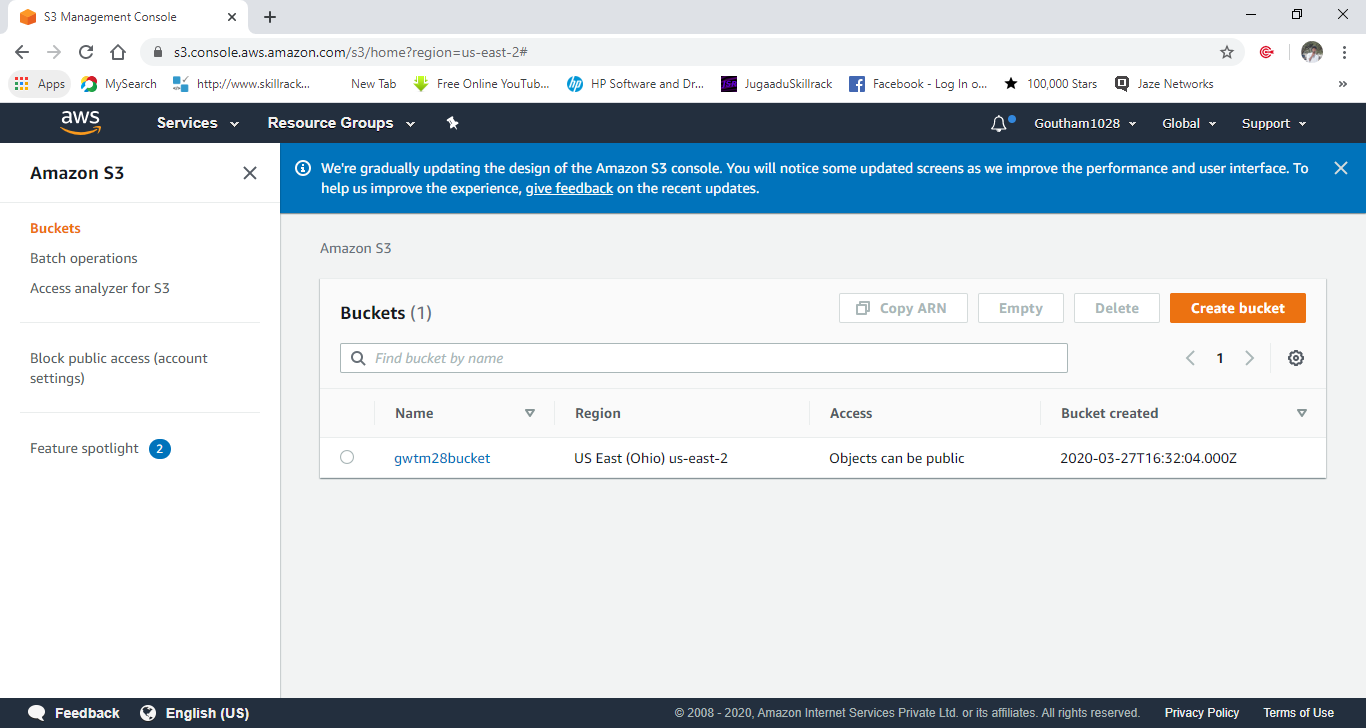 S3 Management Console
s3.console.aws.amazon.com/s3/home?region=us-east-2#
Apps MySearch http://www.skillrack... New Tab Free Online YouTub... HP Software and Dr... JugaaduSkillrack Facebook - Log In o... 100,000 Stars Jaze Networks »
aws Services Resource Groups Goutham1028 Global Support
Amazon S3
Buckets
Batch operations
Access analyzer for S3
Block public access (account
settings)
Feature spotlight 2
We're gradually updating the design of the Amazon S3 console. You will notice some updated screens as we improve the performance and user interface. To
help us improve the experience, give feedback on the recent updates.
Amazon S3
Buckets (1) Copy ARN Empty Delete Create bucket
Find bucket by name 1
Name Region Access Bucket created
gwtm28bucket US East (Ohio) us-east-2 Objects can be public 2020-03-27T16:32:04.000Z
Feedback English (US) © 2008 - 2020, Amazon Internet Services Private Ltd. or its affiliates. All rights reserved. Privacy Policy Terms of Use